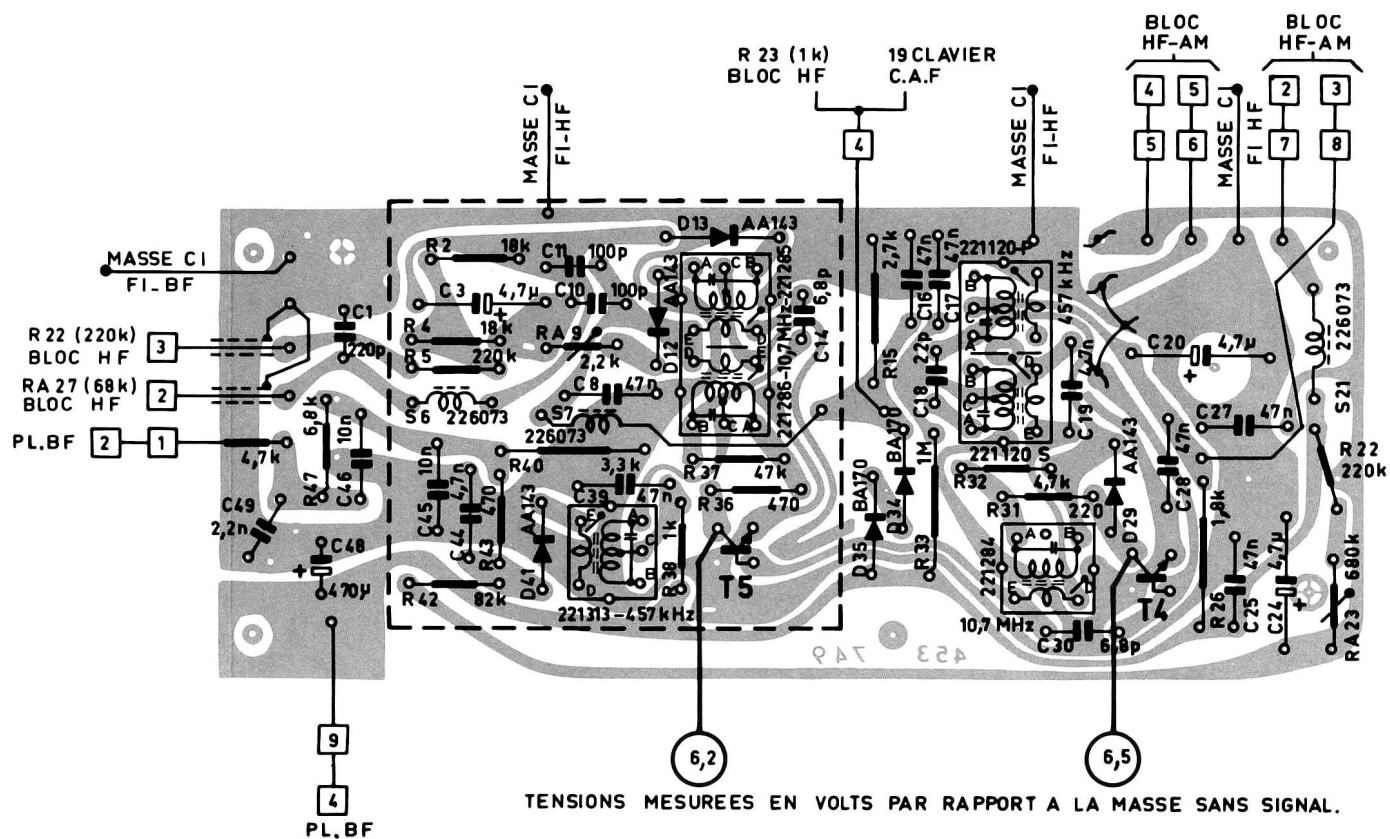 BLOC
HF-AM
BLOC
HF-AM
R 23 (1k)
BLOC HF
19 CLAVIER
C.A.F
4
5
2
3
5
6
7
8
4
MASSE CI
FI-HF
MASSE CI
FI-HF
MASSE CI
FI HF
MASSE CI
FI_BF
R 22 (220k)
BLOC HF
3
RA 27 (68k)
BLOC HF
2
PL.BF
2
1
4,7k
C1
220p
6,8k
R47
10n
C46
C49
2,2n
C48
+
470µ
R2
18k
C3
4,7µ
+
R4
18k
R5
220k
S6
226073
C11
100p
C10
100p
RA 9
2,2k
C8
47n
S7
226073
D13
AA143
AA143
D12
A
C
B
E
D
E
D
B
C
A
221286-10,7MHz-221285
6,8p
C14
10n
C45
4,7n
C44
470
R43
R40
3,3k
C39
47n
R37
47k
R36
470
AA143
D41
F
A
C
D
B
1k
R38
221313-457kHz
R42
82k
T5
2,7k
R15
47n
C16
47n
C17
22p
C18
221120-P
457kHz
B
E
C
A
D
B
D
C
A
E
4,7n
C19
221120 S
BA170
D34
BA170
D35
1M
R33
R32
4,7k
R31
220
AA143
D29
221284
A
B
E
D
10,7MHz
C30
6,8p
T4
C20
4,7µ
+
47n
C28
C27
47n
1,8k
R26
47n
C25
4,7µ
C24
+
226073
S21
R22
220k
680k
RA23
453 749
9
4
PL.BF
6,2
6,5
TENSIONS MESUREES EN VOLTS PAR RAPPORT A LA MASSE SANS SIGNAL.